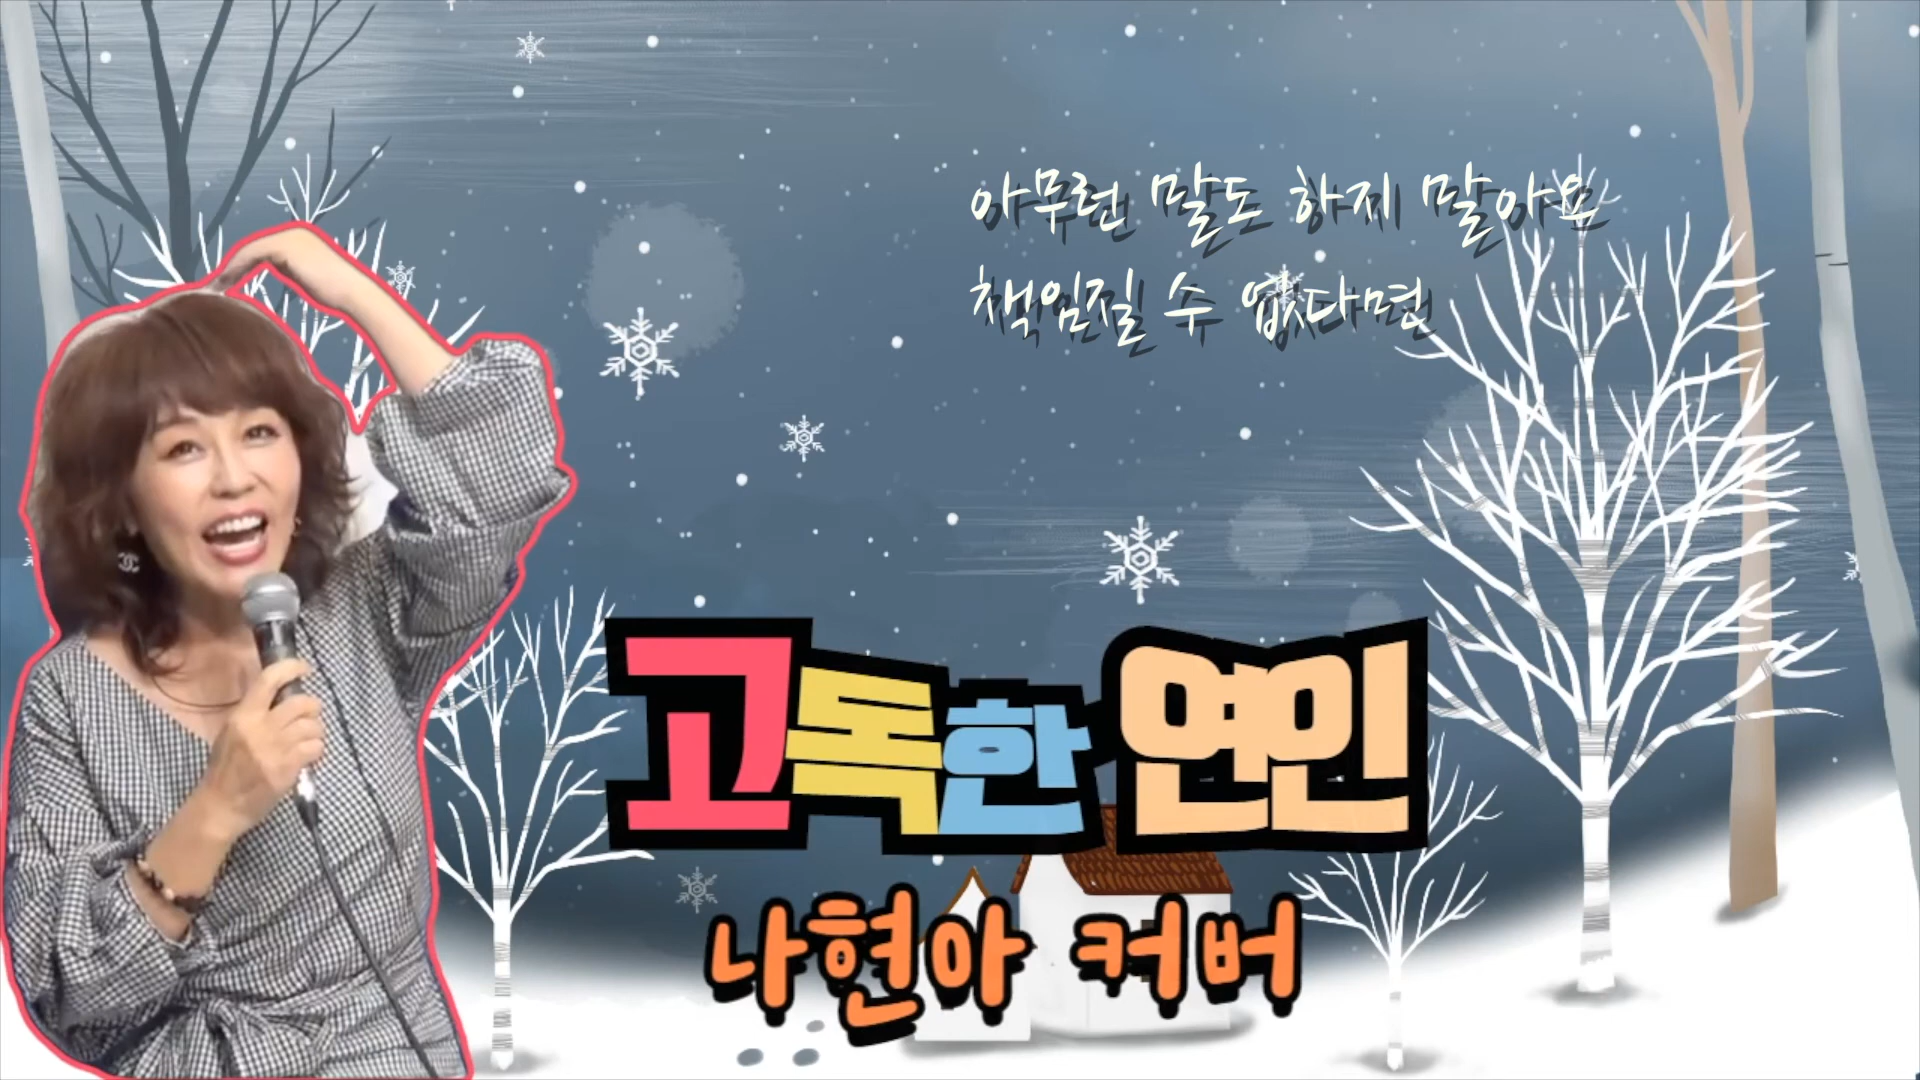 아무런 말도 하지 말아요
책임질 수 없다면
고독한 연인
나현아 커버